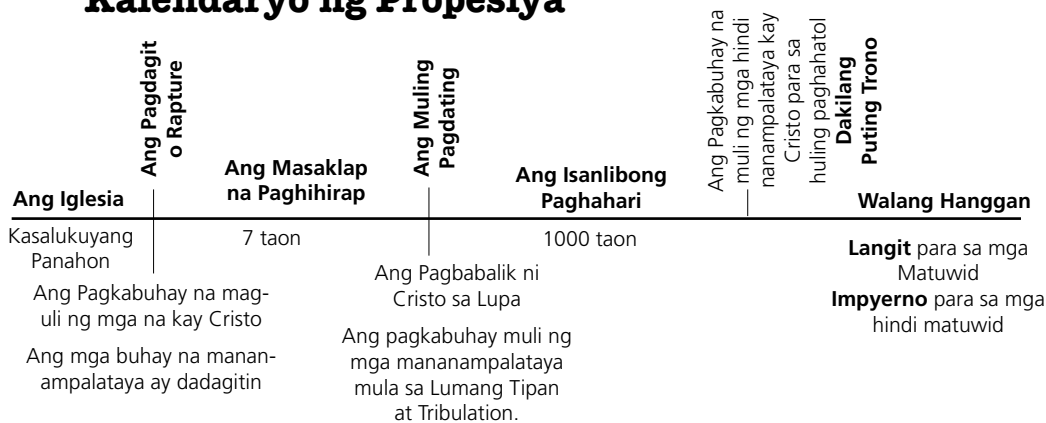 Kalendaryo ng Propesiya
Ang Iglesia
Kasalukuyang
Panahon
Ang Pagdagit
o Rapture
Ang Pagkabuhay na mag-
uli ng mga na kay Cristo
Ang mga buhay na manan-
ampalataya ay dadagitin
Ang Masaklap
na Paghihirap
7 taon
Ang Muling
Pagdating
Ang Pagbabalik ni
Cristo sa Lupa
Ang pagkabuhay muli ng
mga mananampalataya
mula sa Lumang Tipan
at Tribulation.
Ang Isanlibong
Paghahari
1000 taon
Ang Pagkabuhay na
muli ng mga hindi
nanampalataya kay
Cristo para sa
huling paghahatol
Dakilang
Puting Trono
Walang Hanggan
Langit para sa mga
Matuwid
Impyerno para sa mga
hindi matuwid